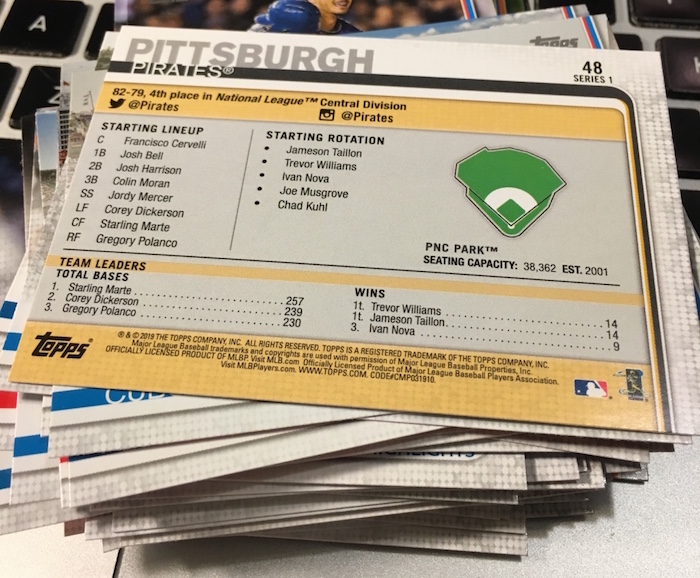 PITTSBURGH
PIRATES®
48
SERIES 1
82-79, 4th place in National League™ Central Division
@Pirates
@Pirates
STARTING LINEUP
C Francisco Cervelli
1B Josh Bell
2B Josh Harrison
3B Colin Moran
SS Jordy Mercer
LF Corey Dickerson
CF Starling Marte
RF Gregory Polanco
STARTING ROTATION
• Jameson Taillon
• Trevor Williams
• Ivan Nova
• Joe Musgrove
• Chad Kuhl
PNC PARK™
SEATING CAPACITY: 38,362 EST. 2001
TEAM LEADERS
TOTAL BASES
1. Starling Marte 257
2. Corey Dickerson 239
3. Gregory Polanco 230
WINS
1t. Trevor Williams 14
1t. Jameson Taillon 14
3. Ivan Nova 9
Topps
® & © 2019 THE TOPPS COMPANY, INC. ALL RIGHTS RESERVED. TOPPS IS A REGISTERED TRADEMARK OF THE TOPPS COMPANY, INC.
Major League Baseball trademarks and copyrights are used with permission of Major League Baseball Properties, Inc.
OFFICIALLY LICENSED PRODUCT OF MLBP. Visit MLB.com Officially Licensed Product of Major League Baseball Players Association.
Visit MLBPlayers.com. WWW.TOPPS.COM. CODE#CMP031910
topps
A